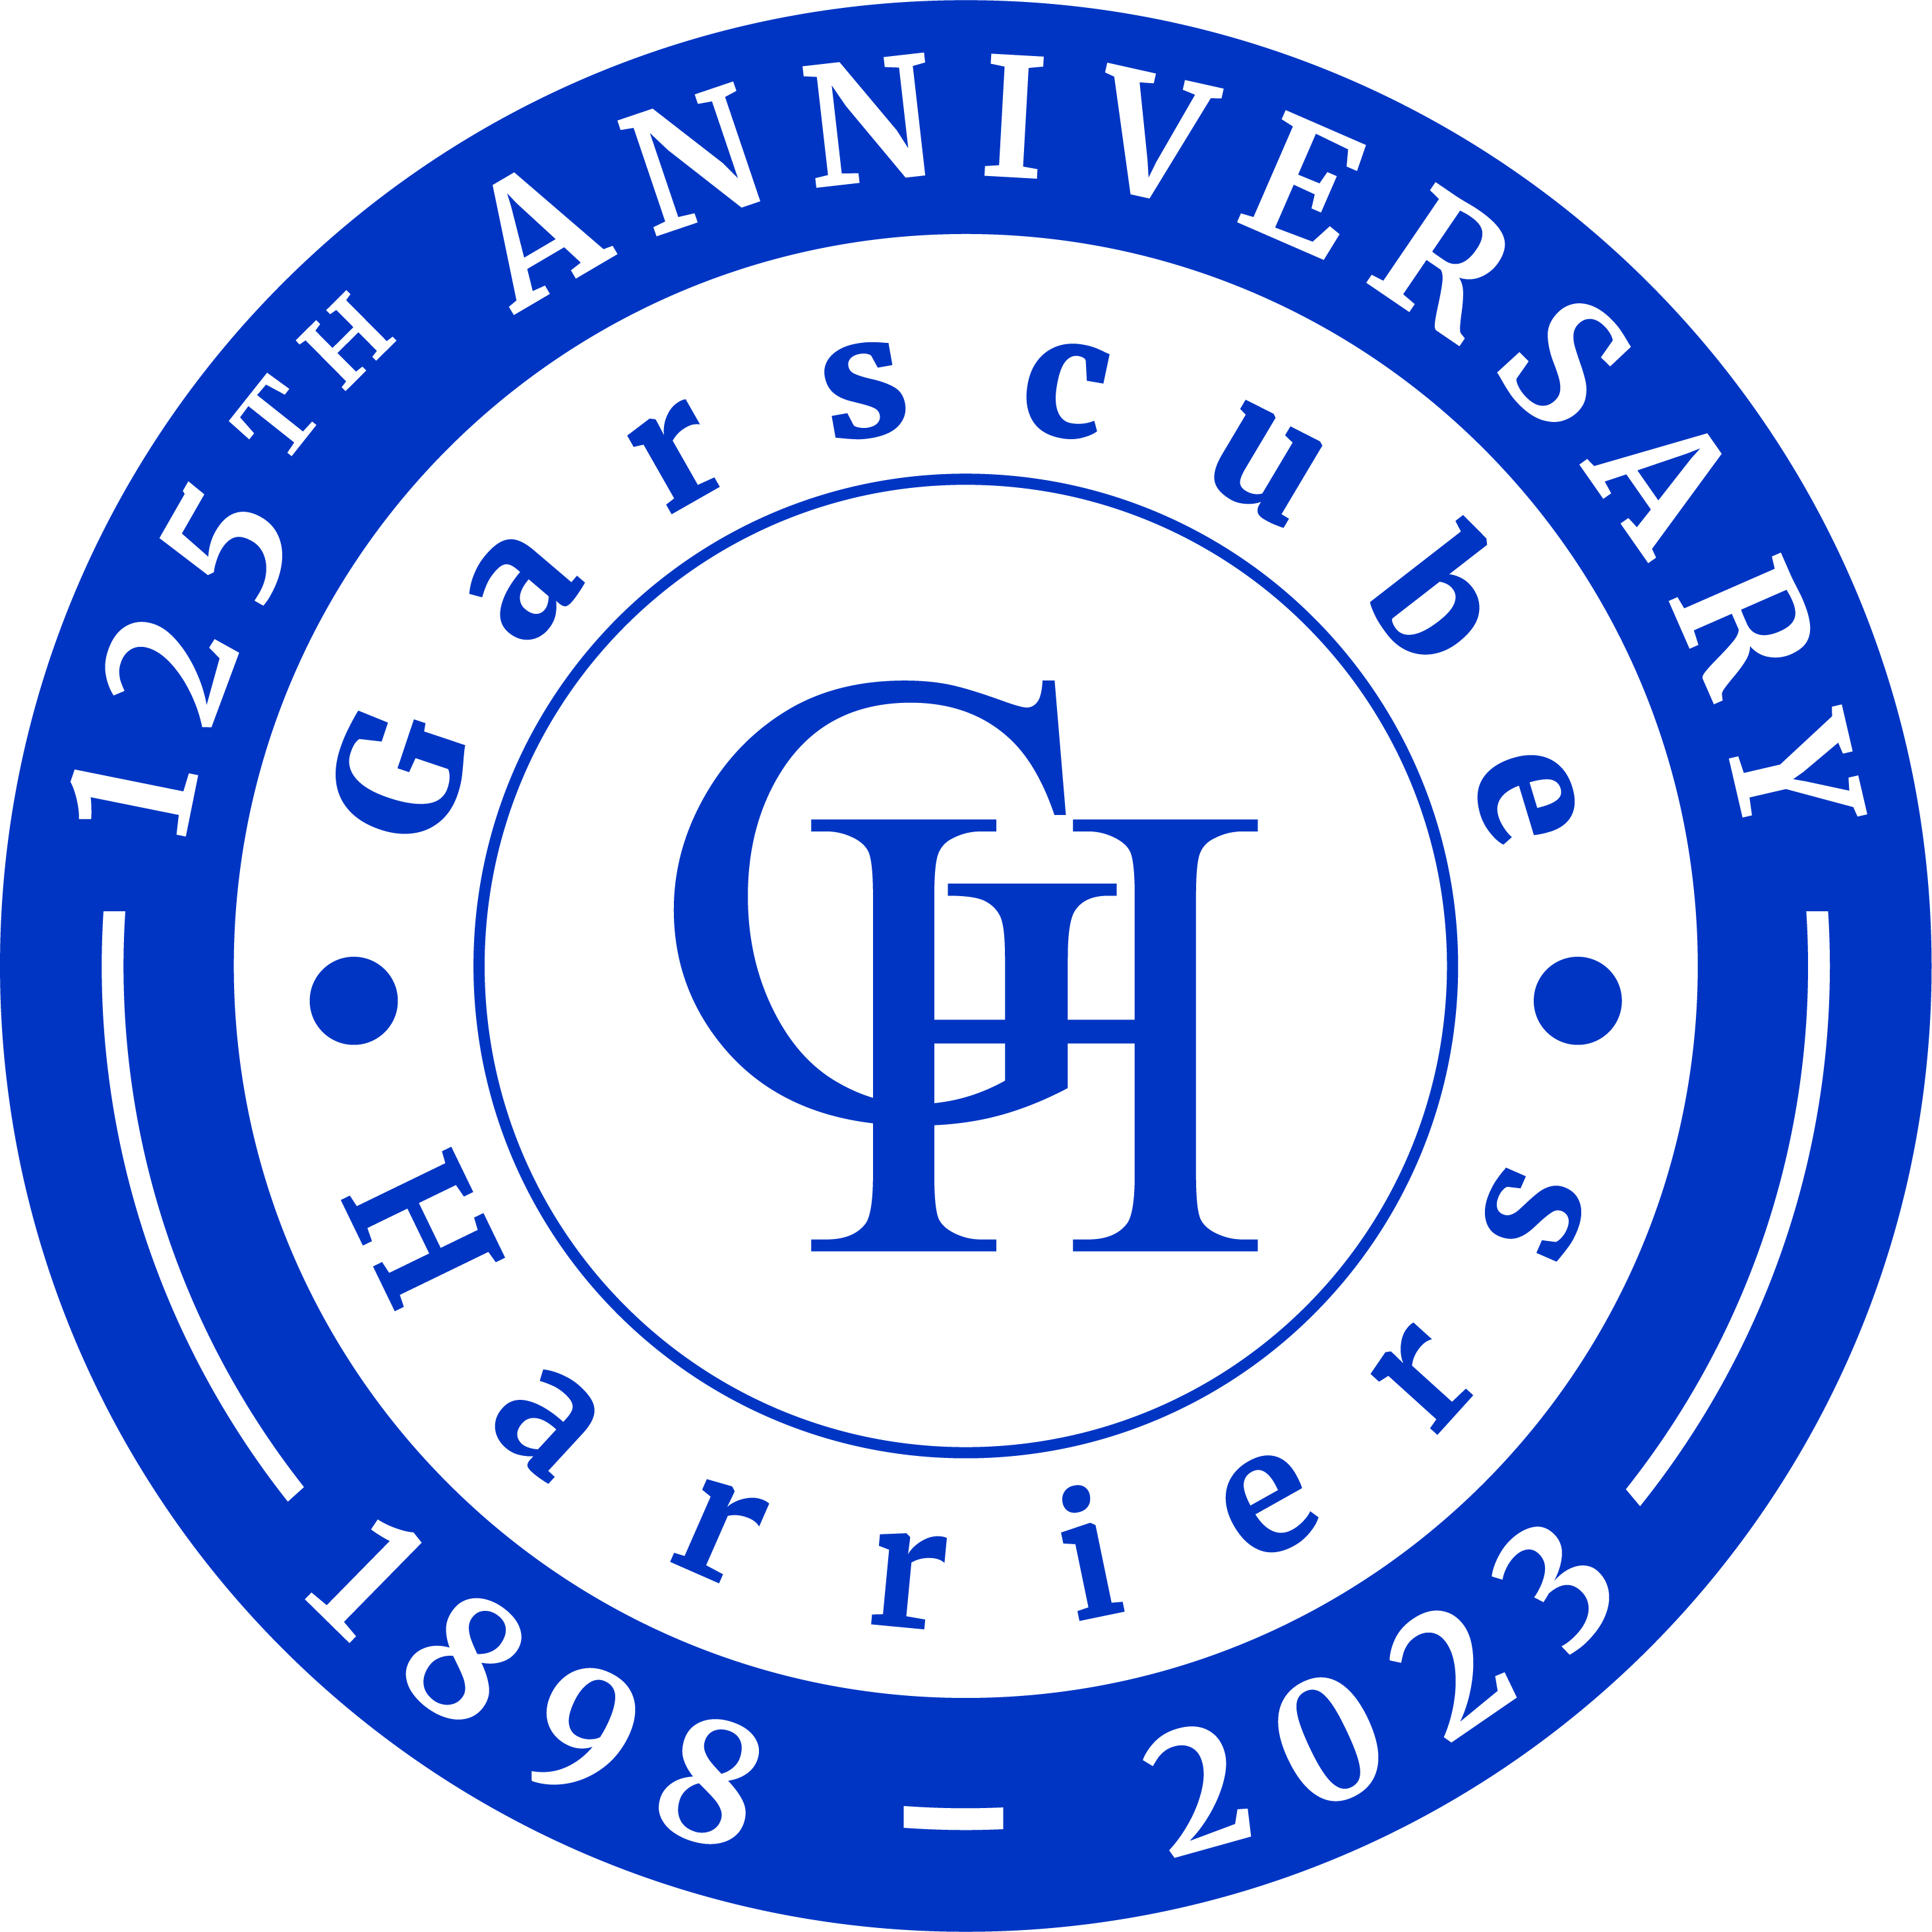 125TH ANNIVERSARY
Garscube
GH
Harriers
1898 – 2023